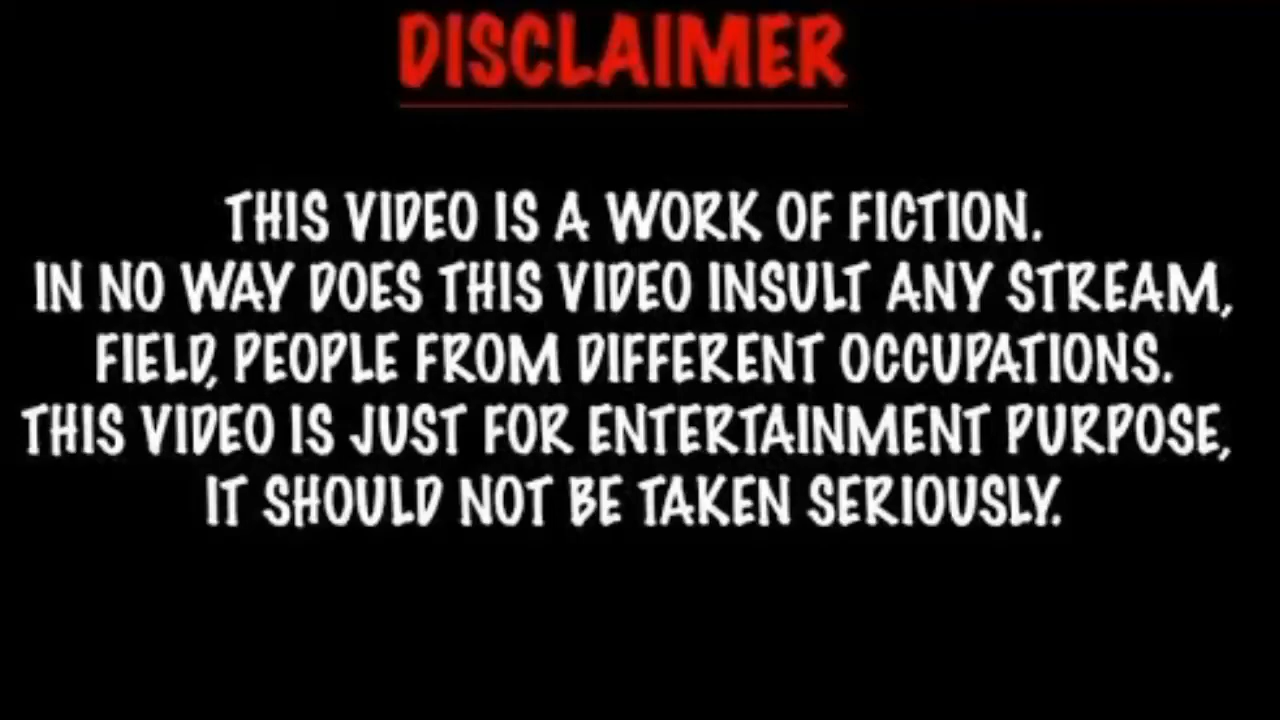 DISCLAIMER
THIS VIDEO IS A WORK OF FICTION.
IN NO WAY DOES THIS VIDEO INSULT ANY STREAM,
FIELD, PEOPLE FROM DIFFERENT OCCUPATIONS.
THIS VIDEO IS JUST FOR ENTERTAINMENT PURPOSE,
IT SHOULD NOT BE TAKEN SERIOUSLY.